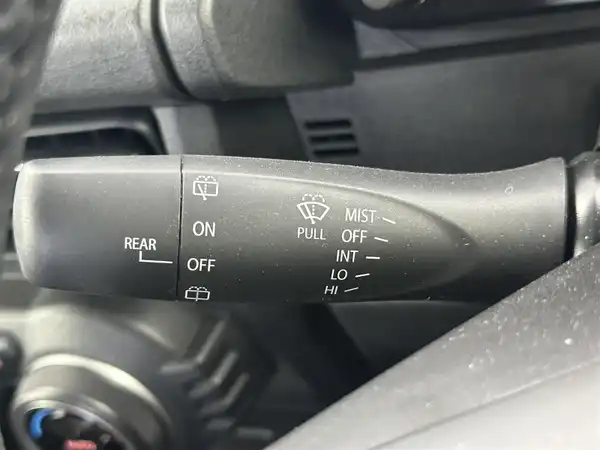 REAR
ON
OFF
PULL
MIST
OFF
INT
LO
HI